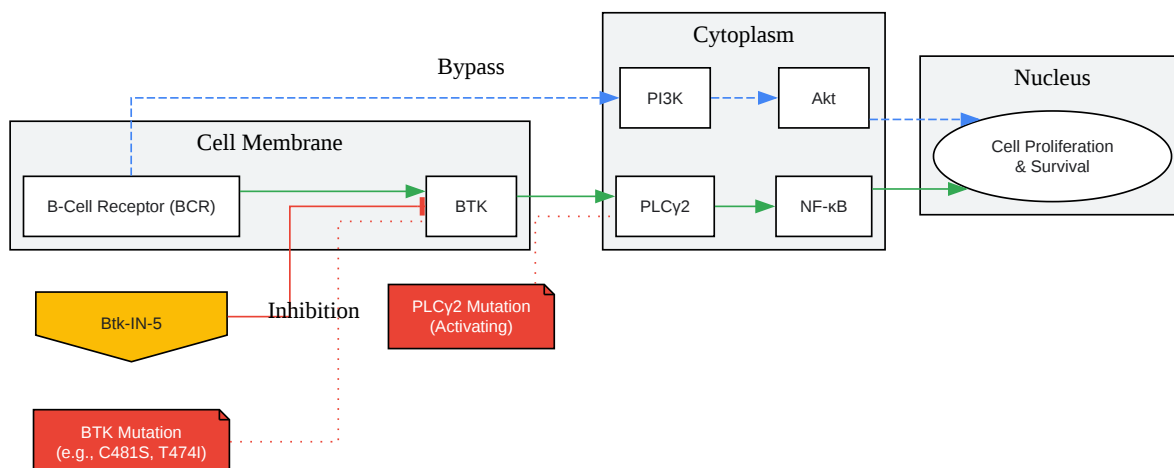 Bypass
Cytoplasm
PI3K
Akt
Nucleus
Cell Proliferation
& Survival
Cell Membrane
B-Cell Receptor (BCR)
BTK
PLCγ2
NF-κB
Btk-IN-5
Inhibition
PLCγ2 Mutation
(Activating)
BTK Mutation
(e.g., C481S, T474I)